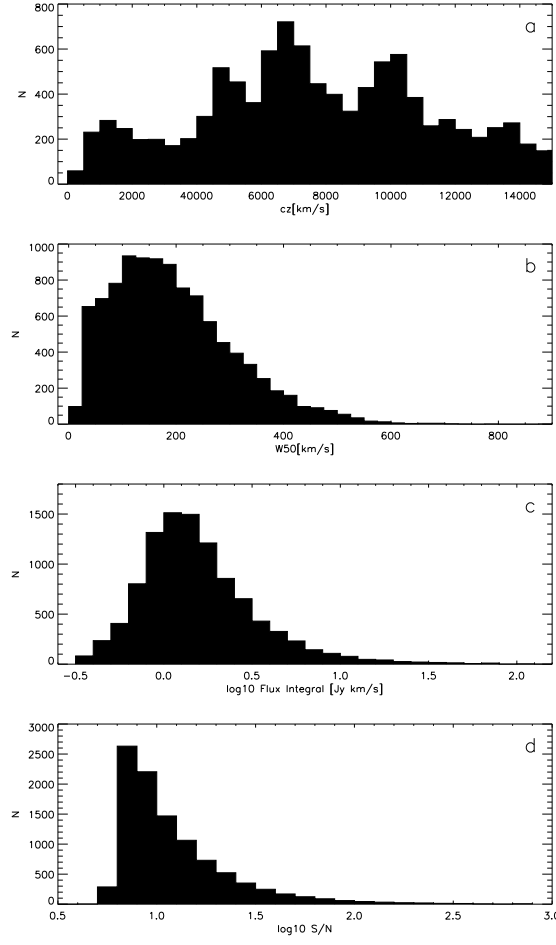 800
a
600
N
400
200
0
0 2000 4000 6000 8000 10000 12000 14000
cz[km/s]
1000
b
800
600
N
400
200
0
0 200 400 600 800
W50[km/s]
c
1500
1000
N
500
0
−0.5 0.0 0.5 1.0 1.5 2.0
log10 Flux Integral [Jy km/s]
3000
d
2500
2000
N
1500
1000
500
0
0.5 1.0 1.5 2.0 2.5 3.0
log10 S/N